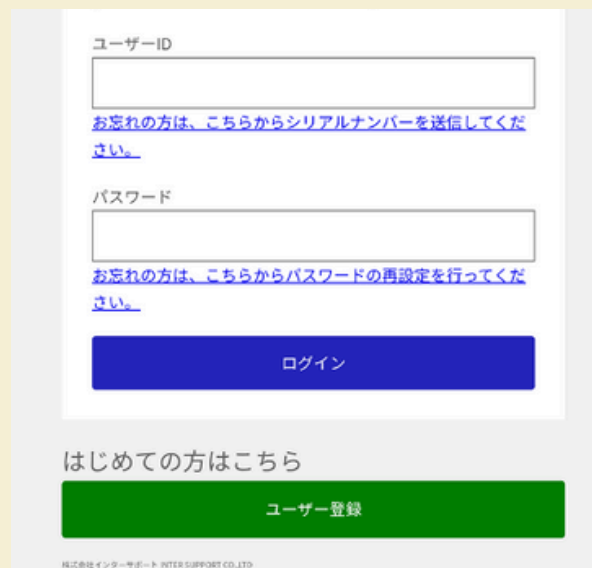 ユーザーID
お忘れの方は、こちらからシリアルナンバーを送信してくだ
さい。
パスワード
お忘れの方は、こちらからパスワードの再設定を行ってくだ
さい。
ログイン
はじめての方はこちら
ユーザー登録
株式会社インターサポート INTER SUPPORT CO.,LTD